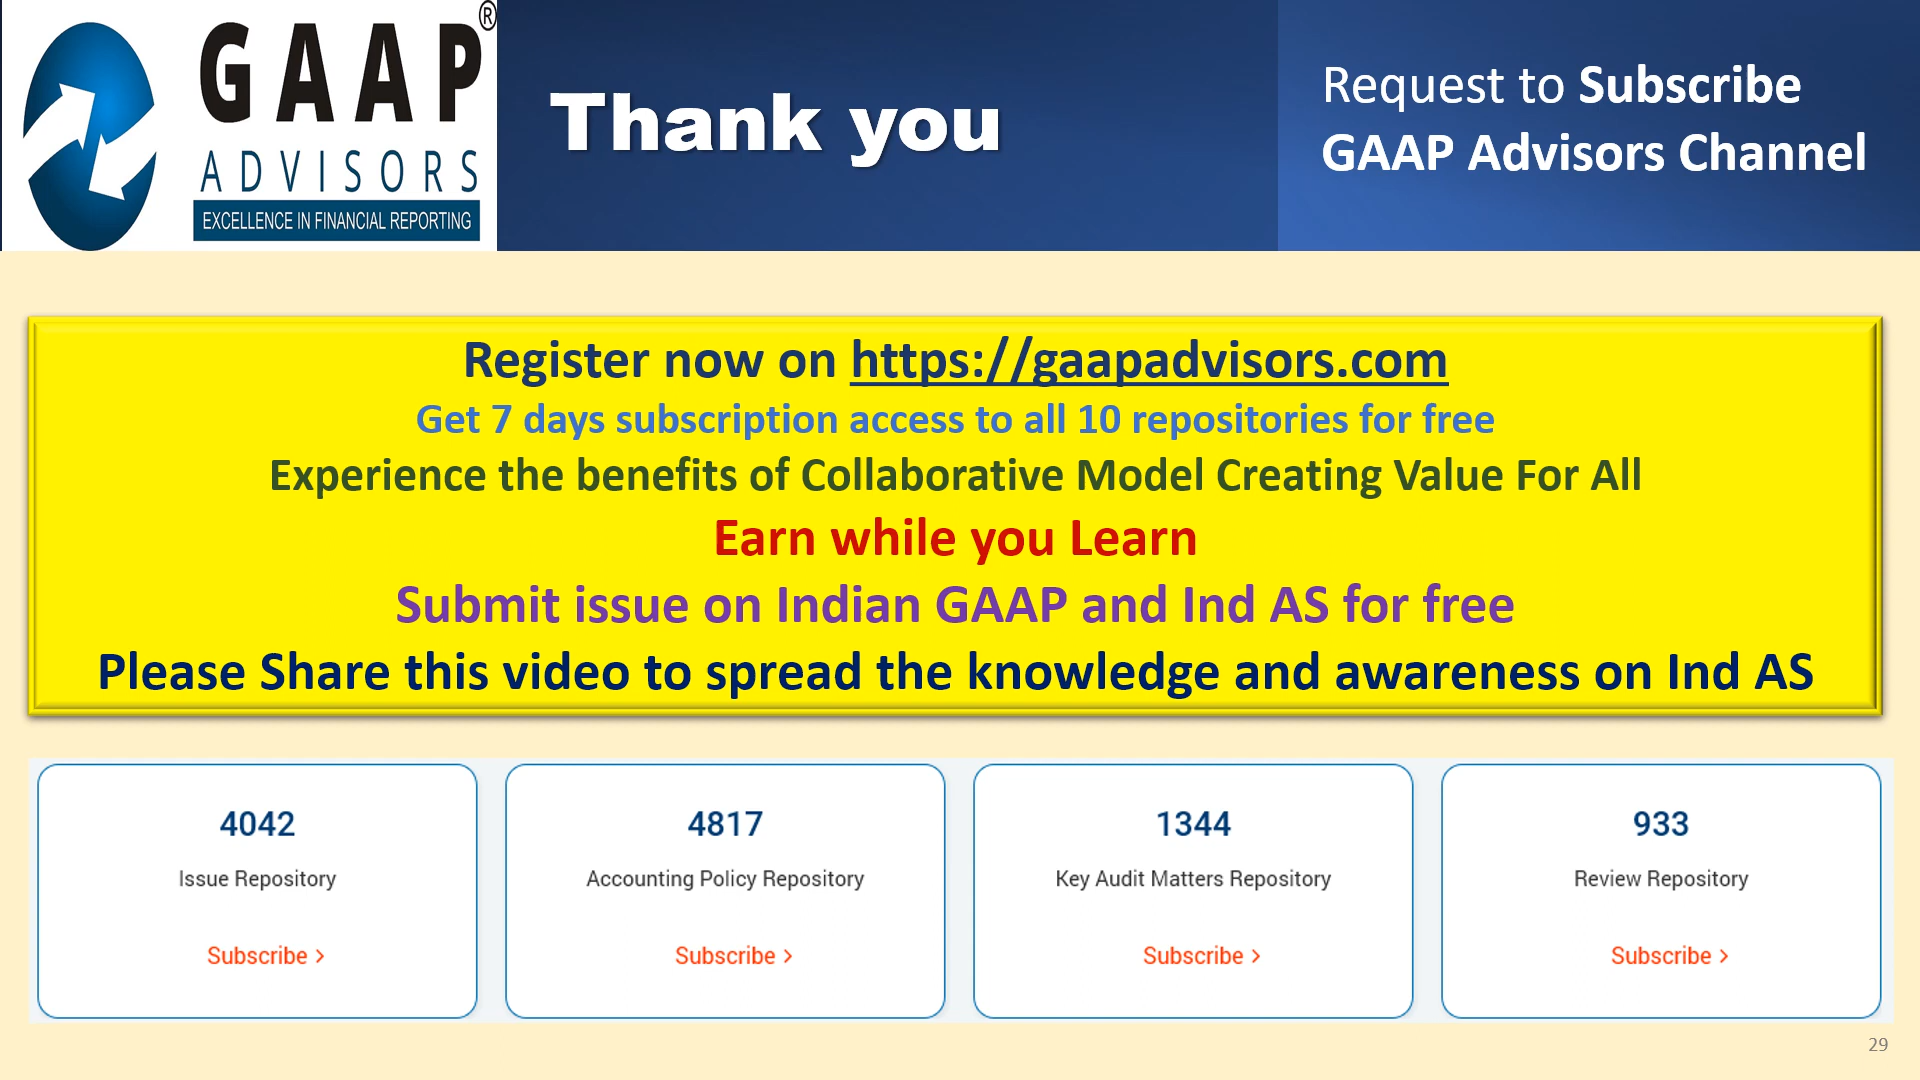 GAAP®
ADVISORS
EXCELLENCE IN FINANCIAL REPORTING
Thank you
Request to Subscribe
GAAP Advisors Channel
Register now on https://gaapadvisors.com
Get 7 days subscription access to all 10 repositories for free
Experience the benefits of Collaborative Model Creating Value For All
Earn while you Learn
Submit issue on Indian GAAP and Ind AS for free
Please Share this video to spread the knowledge and awareness on Ind AS
4042
Issue Repository
Subscribe >
4817
Accounting Policy Repository
Subscribe >
1344
Key Audit Matters Repository
Subscribe >
933
Review Repository
Subscribe >
29